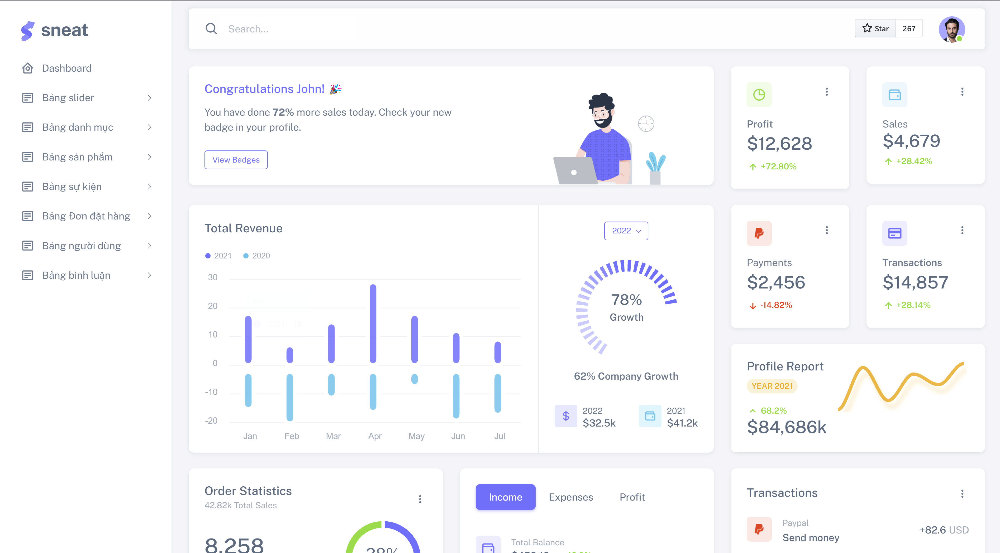 sneat
Dashboard
Bảng slider
Bảng danh mục
Bảng sản phẩm
Bảng sự kiện
Bảng Đơn đặt hàng
Bảng người dùng
Bảng bình luận
Search...
Star 267
Congratulations John! 🎉
You have done 72% more sales today. Check your new
badge in your profile.
View Badges
Profit
$12,628
+72.80%
Sales
$4,679
+28.42%
Total Revenue
2021 2020
30
20
10
0
-10
-20
Jan Feb Mar Apr May Jun Jul
Jan
2021 18
2022
78%
Growth
62% Company Growth
2022
$32.5k
2021
$41.2k
Payments
$2,456
-14.82%
Transactions
$14,857
+28.14%
Profile Report
YEAR 2021
68.2%
$84,686k
Order Statistics
42.82k Total Sales
8,258
38%
Income Expenses Profit
Total Balance
Transactions
Paypal
Send money
+82.6 USD